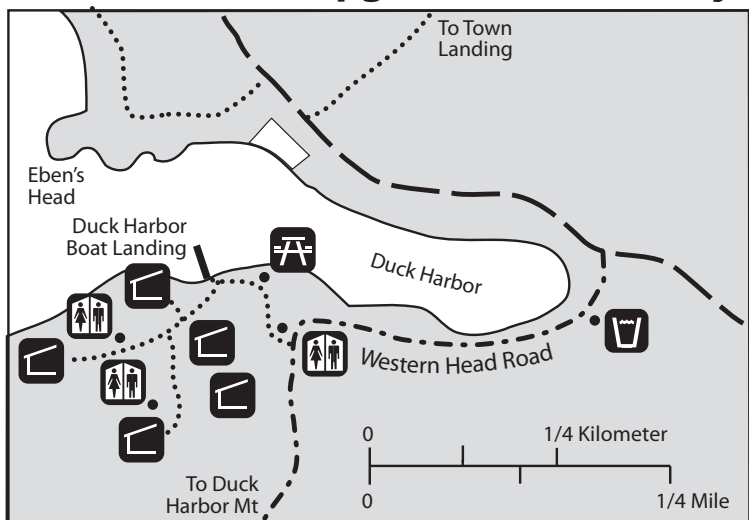 To Town
Landing
Eben's
Head
Duck Harbor
Boat Landing
Duck Harbor
Western Head Road
To Duck
Harbor Mt
0
1/4 Kilometer
0
1/4 Mile